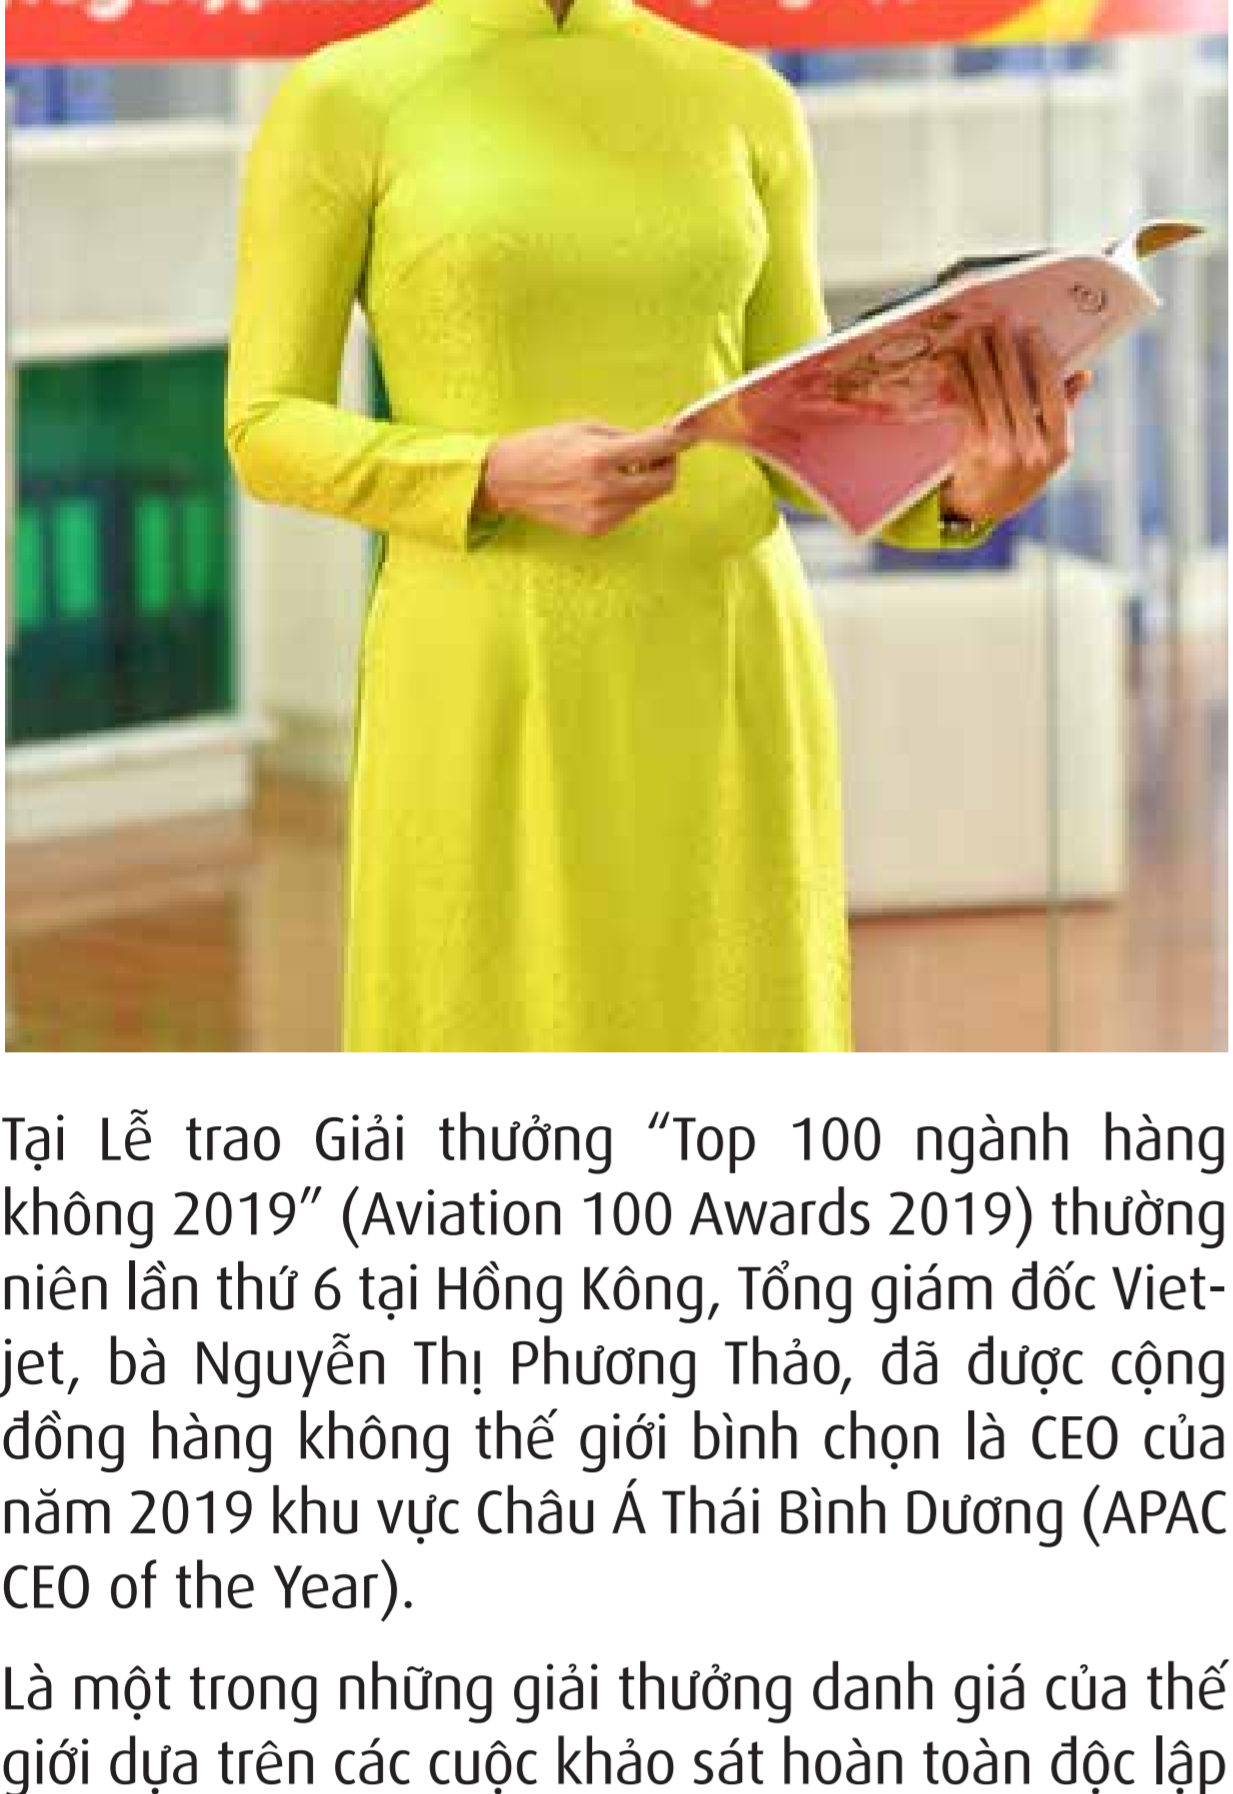 Tại Lễ trao Giải thưởng “Top 100 ngành hàng
không 2019” (Aviation 100 Awards 2019) thường
niên lần thứ 6 tại Hồng Kông, Tổng giám đốc Viet-
jet, bà Nguyễn Thị Phương Thảo, đã được cộng
đồng hàng không thế giới bình chọn là CEO của
năm 2019 khu vực Châu Á Thái Bình Dương (APAC
CEO of the Year).
Là một trong những giải thưởng danh giá của thế
giới dựa trên các cuộc khảo sát hoàn toàn độc lập